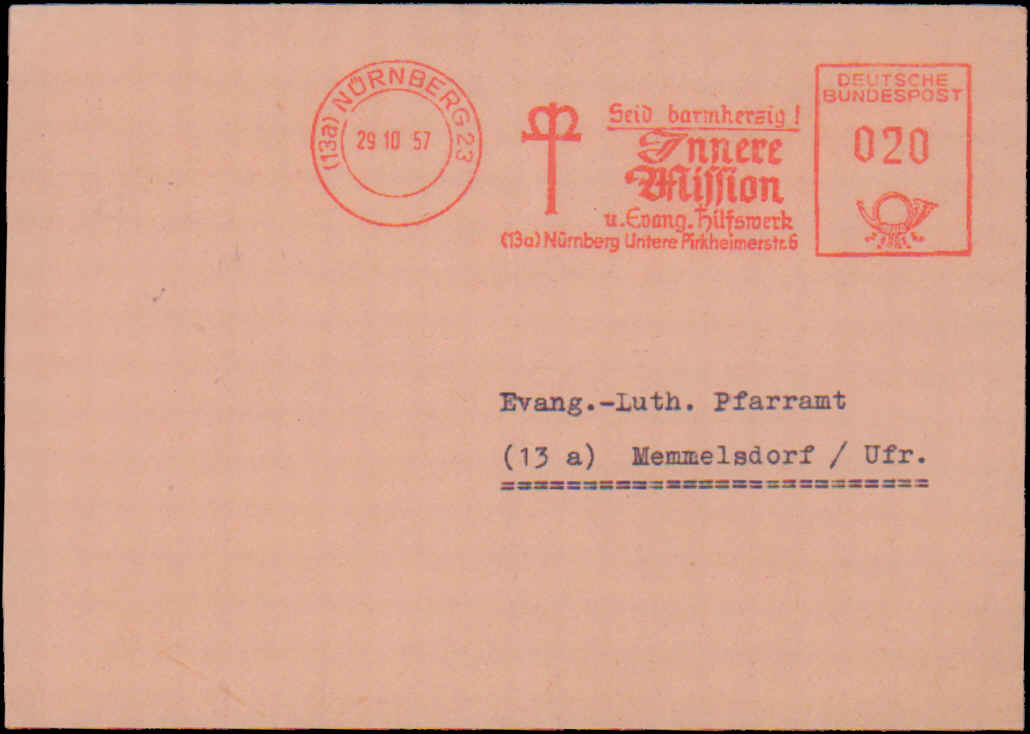 (13a) NÜRNBERG 23
29 10 57
Seid barmherzig!
Innere
Mission
u. Evang. Hilfswerk
(13a) Nürnberg Untere Pirkheimerstr. 6
DEUTSCHE
BUNDESPOST
020
Evang.-Luth. Pfarramt
(13 a) Memmelsdorf / Ufr.
==========================